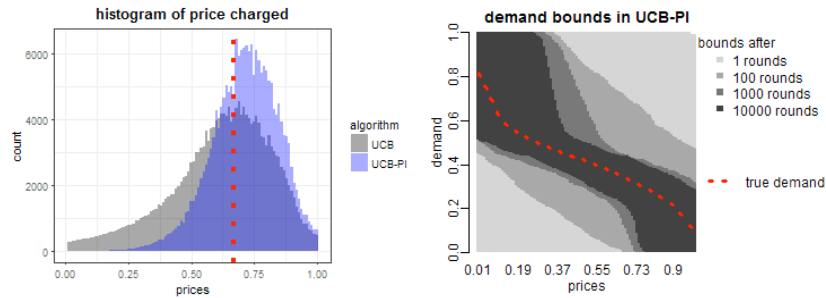 histogram of price charged
6000
4000
2000
0
count
0.00 0.25 0.50 0.75 1.00
prices
algorithm
UCB
UCB-PI
demand bounds in UCB-PI
1.0
0.8
0.6
0.4
0.2
0.0
demand
0.01 0.19 0.37 0.55 0.73 0.9
prices
bounds after
1 rounds
100 rounds
1000 rounds
10000 rounds
true demand